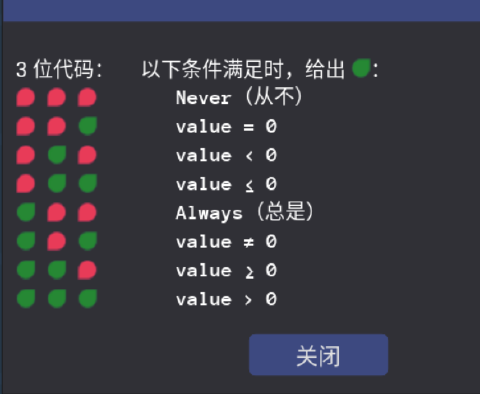 3 位代码： 以下条件满足时，给出 ：
Never（从不）
value = 0
value < 0
value ≤ 0
Always（总是）
value ≠ 0
value ≥ 0
value > 0
关闭